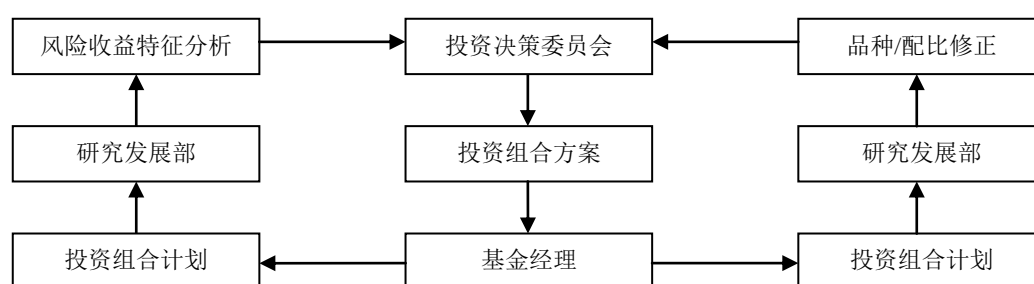 风险收益特征分析
投资决策委员会
品种/配比修正
研究发展部
投资组合方案
研究发展部
投资组合计划
基金经理
投资组合计划